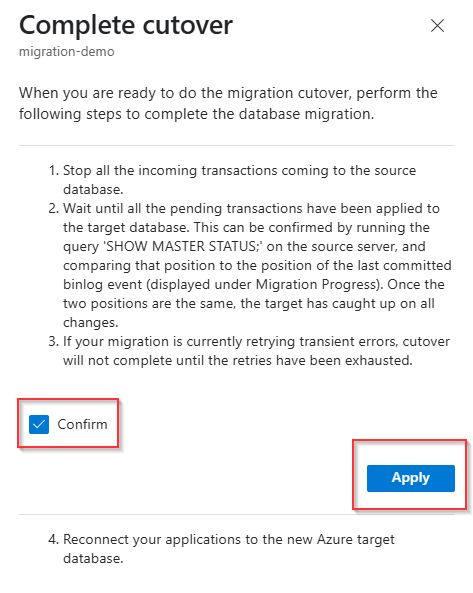 Complete cutover
migration-demo
When you are ready to do the migration cutover, perform the
following steps to complete the database migration.
1. Stop all the incoming transactions coming to the source
database.
2. Wait until all the pending transactions have been applied to
the target database. This can be confirmed by running the
query 'SHOW MASTER STATUS;' on the source server, and
comparing that position to the position of the last committed
binlog event (displayed under Migration Progress). Once the
two positions are the same, the target has caught up on all
changes.
3. If your migration is currently retrying transient errors, cutover
will not complete until the retries have been exhausted.
Confirm
Apply
4. Reconnect your applications to the new Azure target
database.